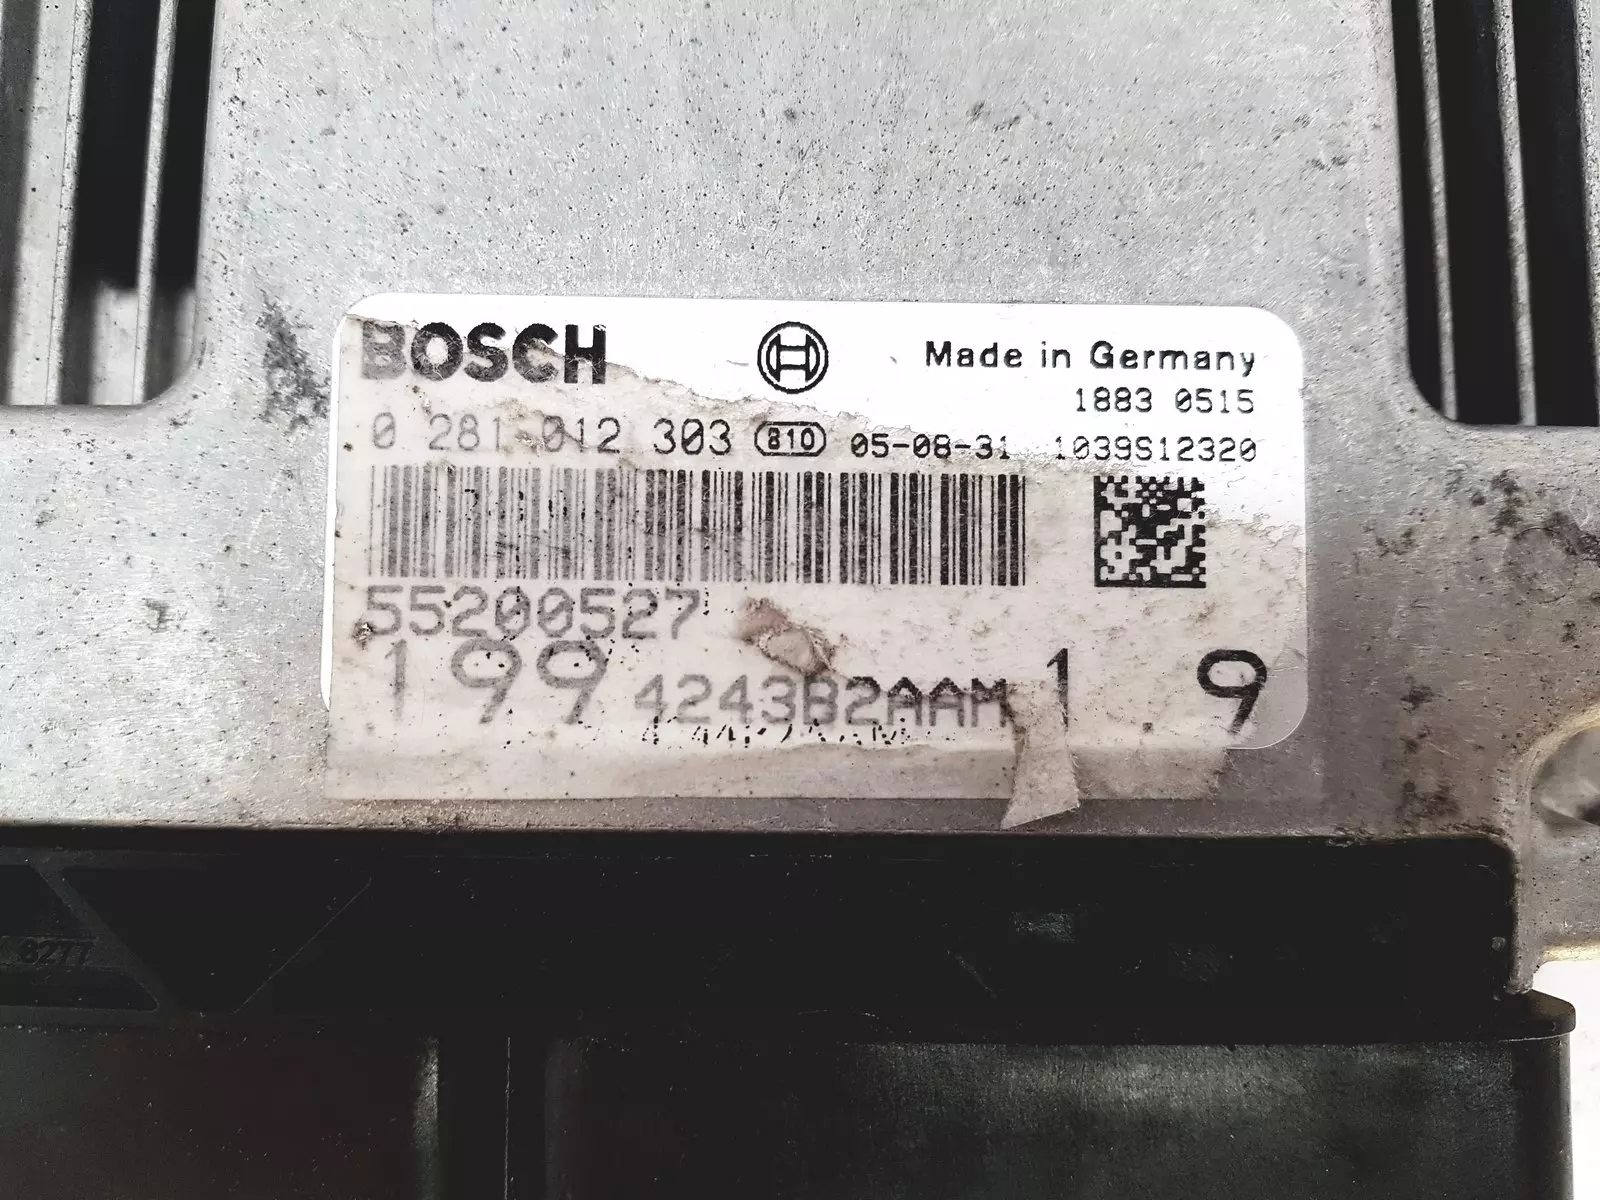 BOSCH
Made in Germany
1883 0515
0 281 012 303 810 05-08-31 1039S12320
55200527
199 4243B2AAM 1.9
8277